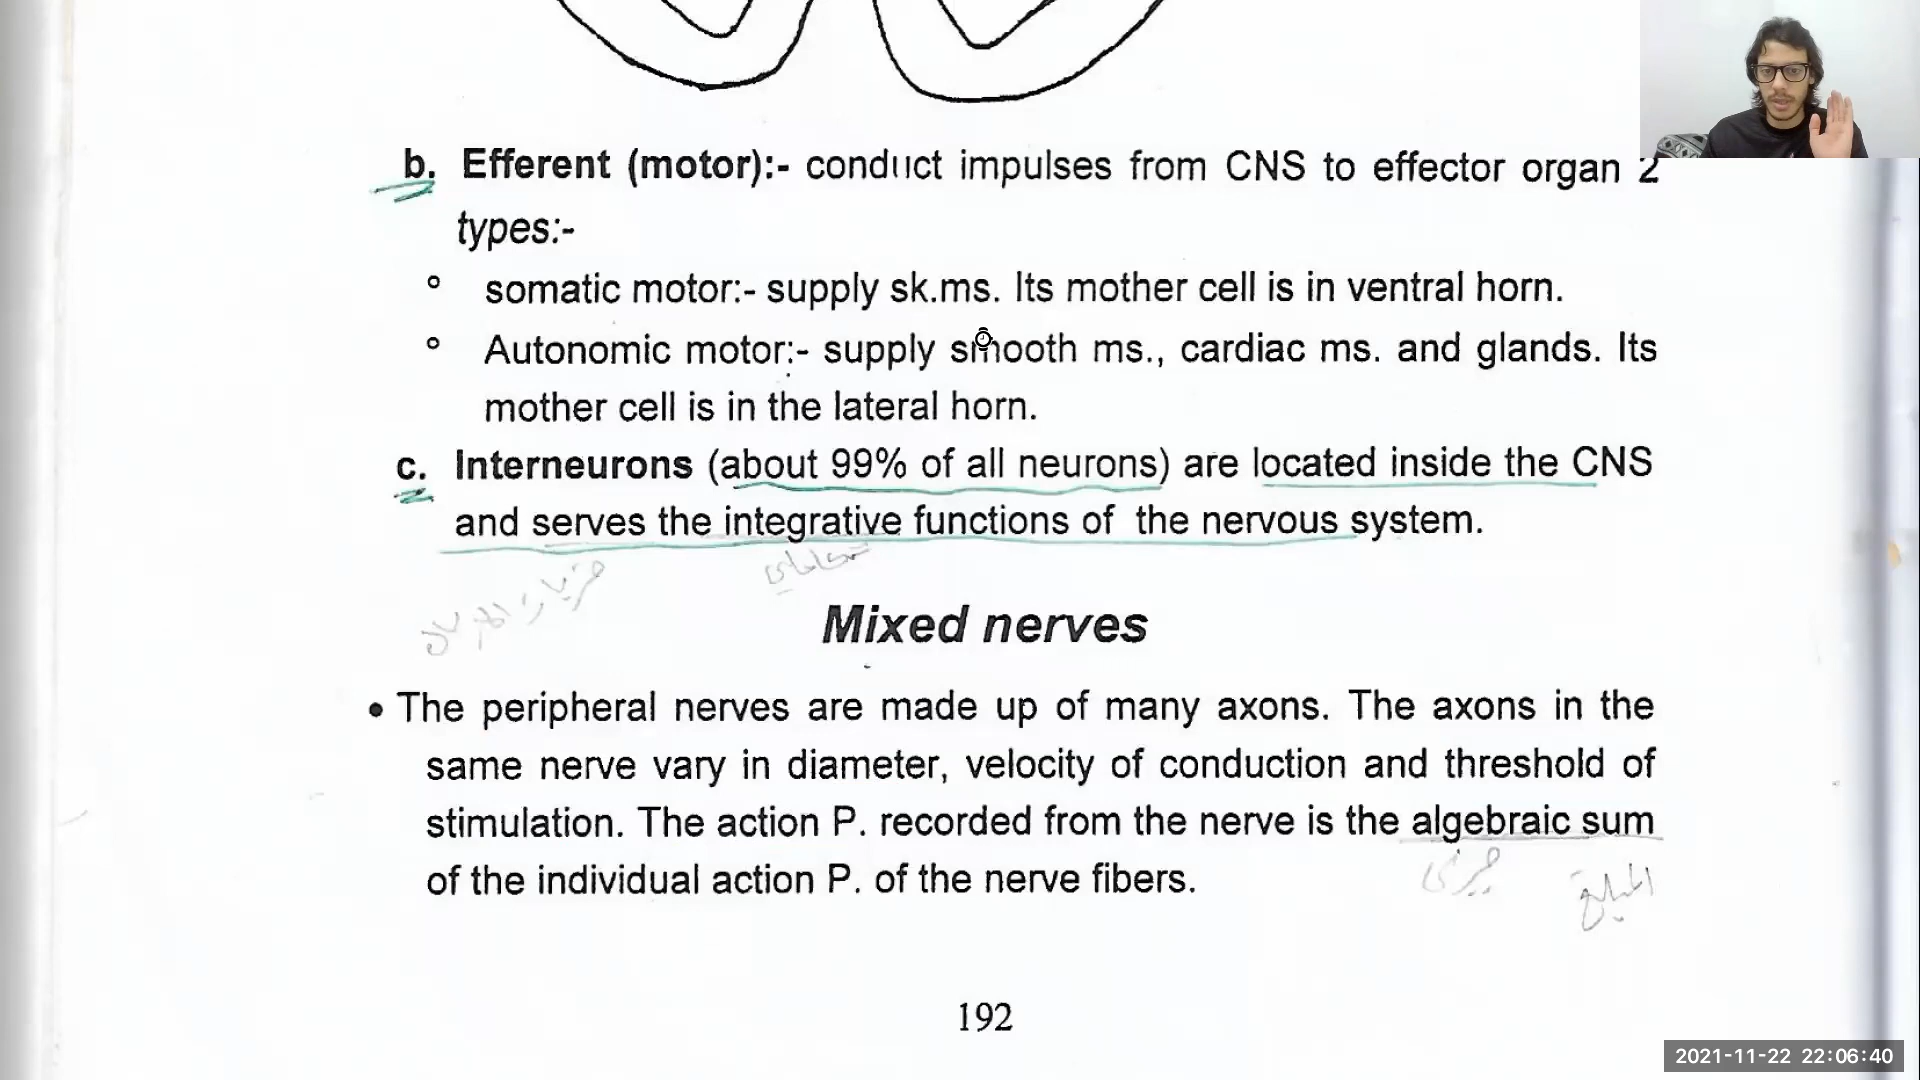 b. Efferent (motor):- conduct impulses from CNS to effector organ 2
types:-
° somatic motor:- supply sk.ms. Its mother cell is in ventral horn.
° Autonomic motor:- supply smooth ms., cardiac ms. and glands. Its
mother cell is in the lateral horn.
c. Interneurons (about 99% of all neurons) are located inside the CNS
and serves the integrative functions of the nervous system.
Mixed nerves
• The peripheral nerves are made up of many axons. The axons in the
same nerve vary in diameter, velocity of conduction and threshold of
stimulation. The action P. recorded from the nerve is the algebraic sum
of the individual action P. of the nerve fibers.
192
2021-11-22 22:06:40